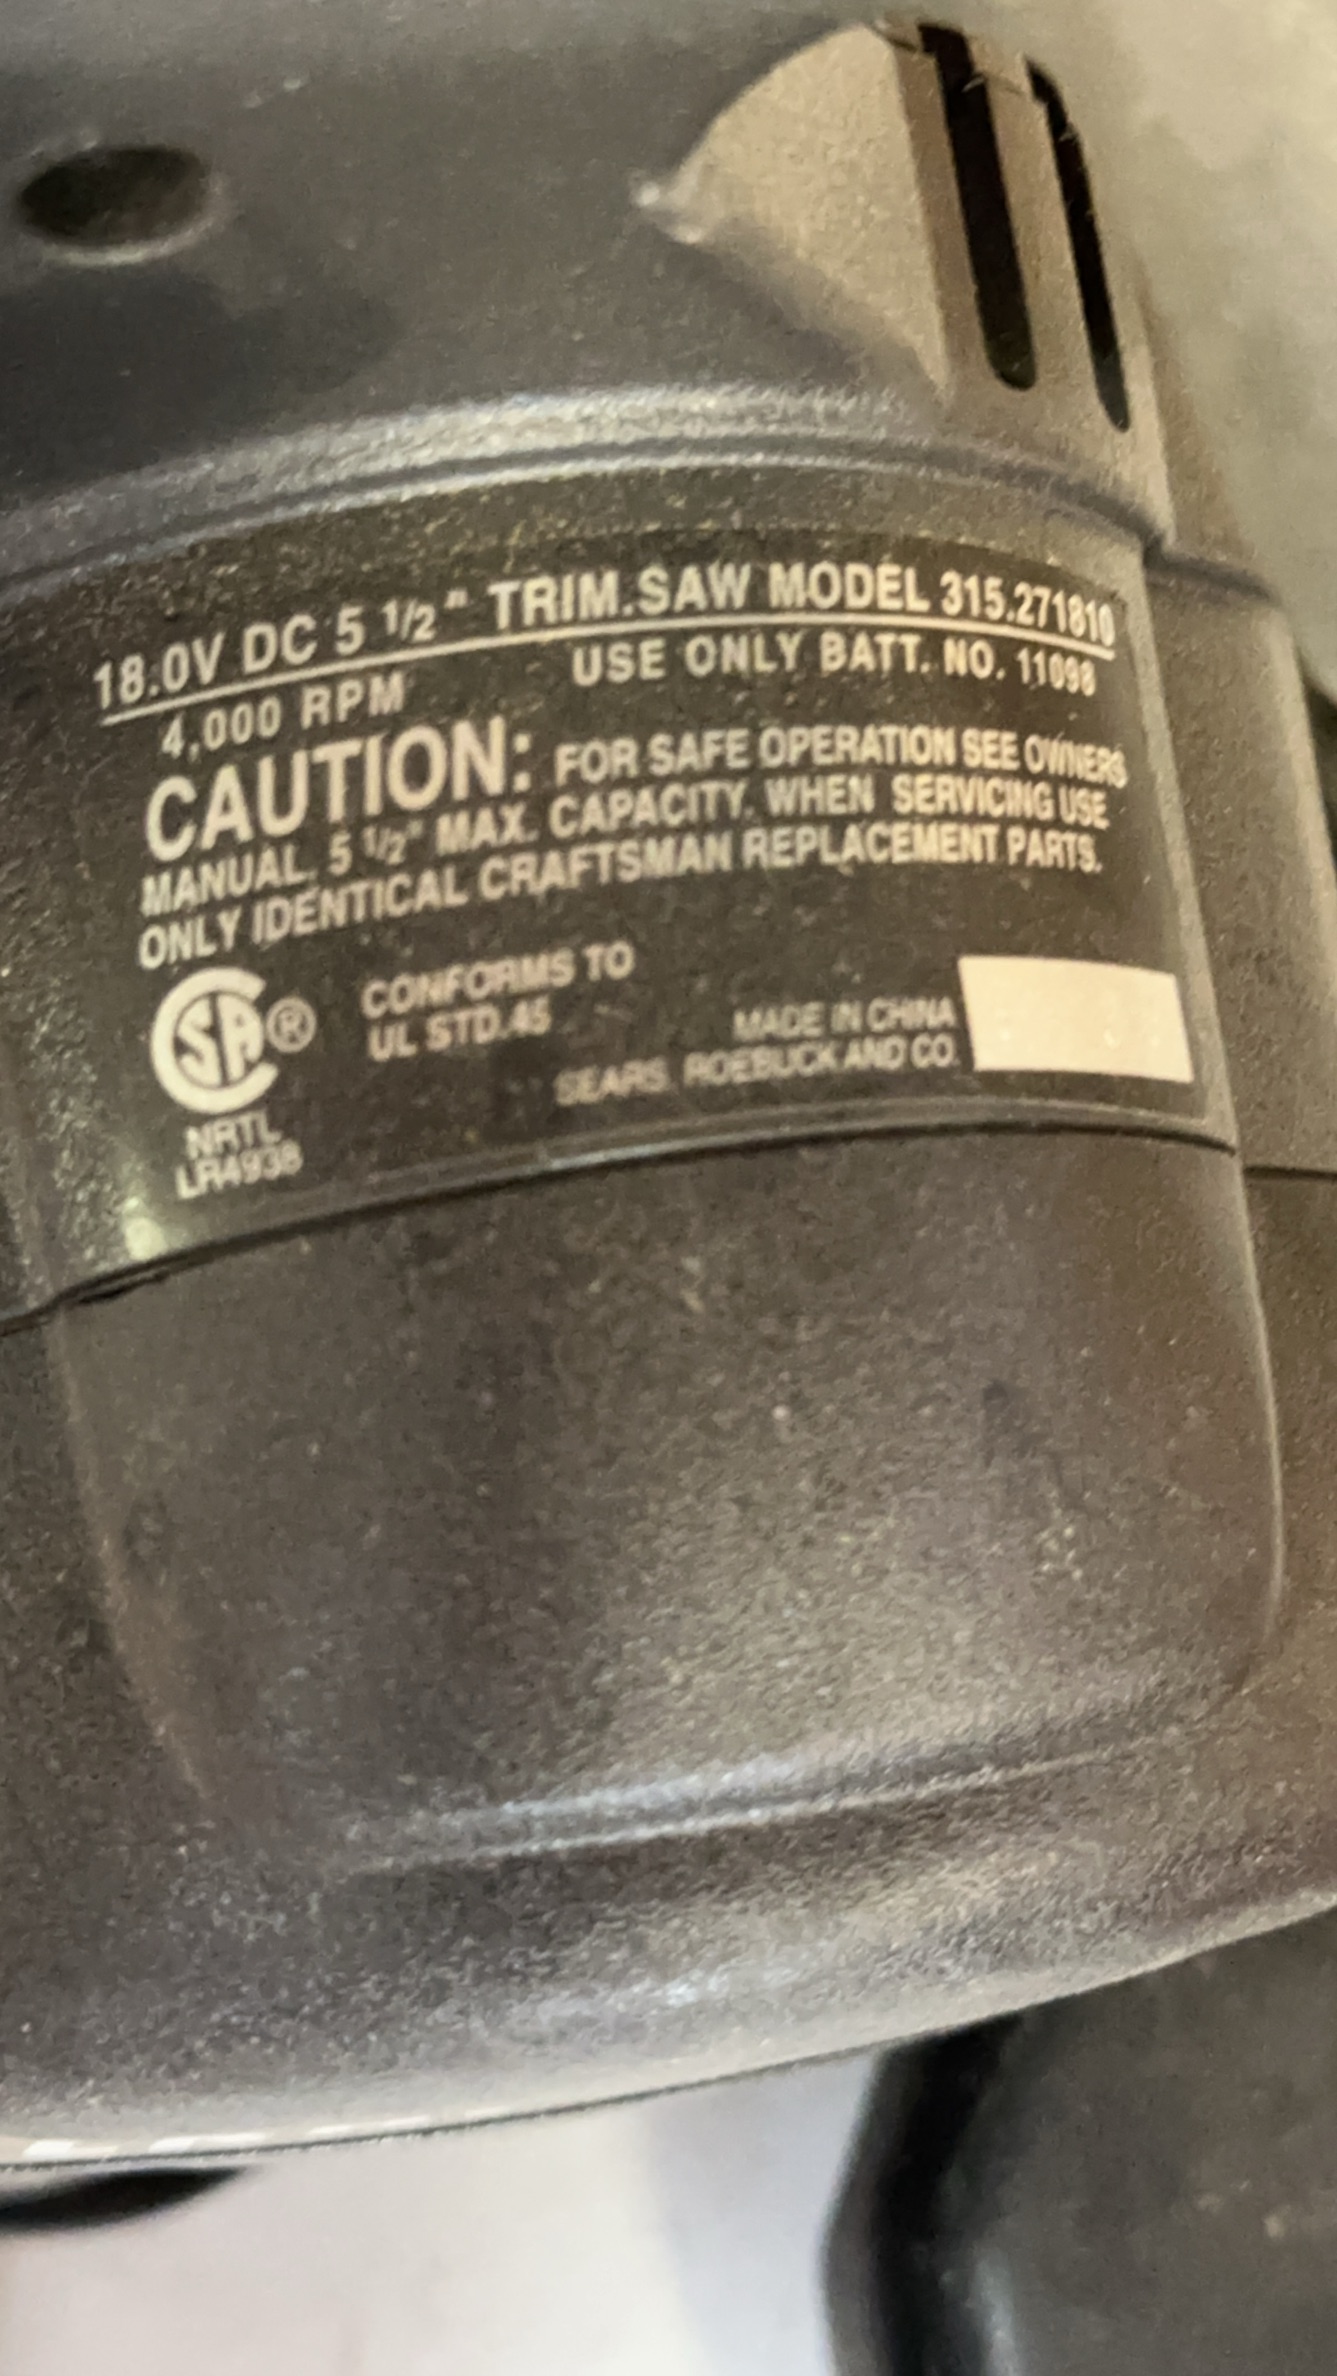 18.0V DC 5 1/2" TRIM.SAW MODEL 315.271810
4,000 RPM USE ONLY BATT. NO. 11098
CAUTION: FOR SAFE OPERATION SEE OWNERS
MANUAL. 5 1/2" MAX. CAPACITY. WHEN SERVICING USE
ONLY IDENTICAL CRAFTSMAN REPLACEMENT PARTS.
SA®
CONFORMS TO
UL STD.45
MADE IN CHINA
SEARS, ROEBUCK AND CO.
NRTL
LR4938